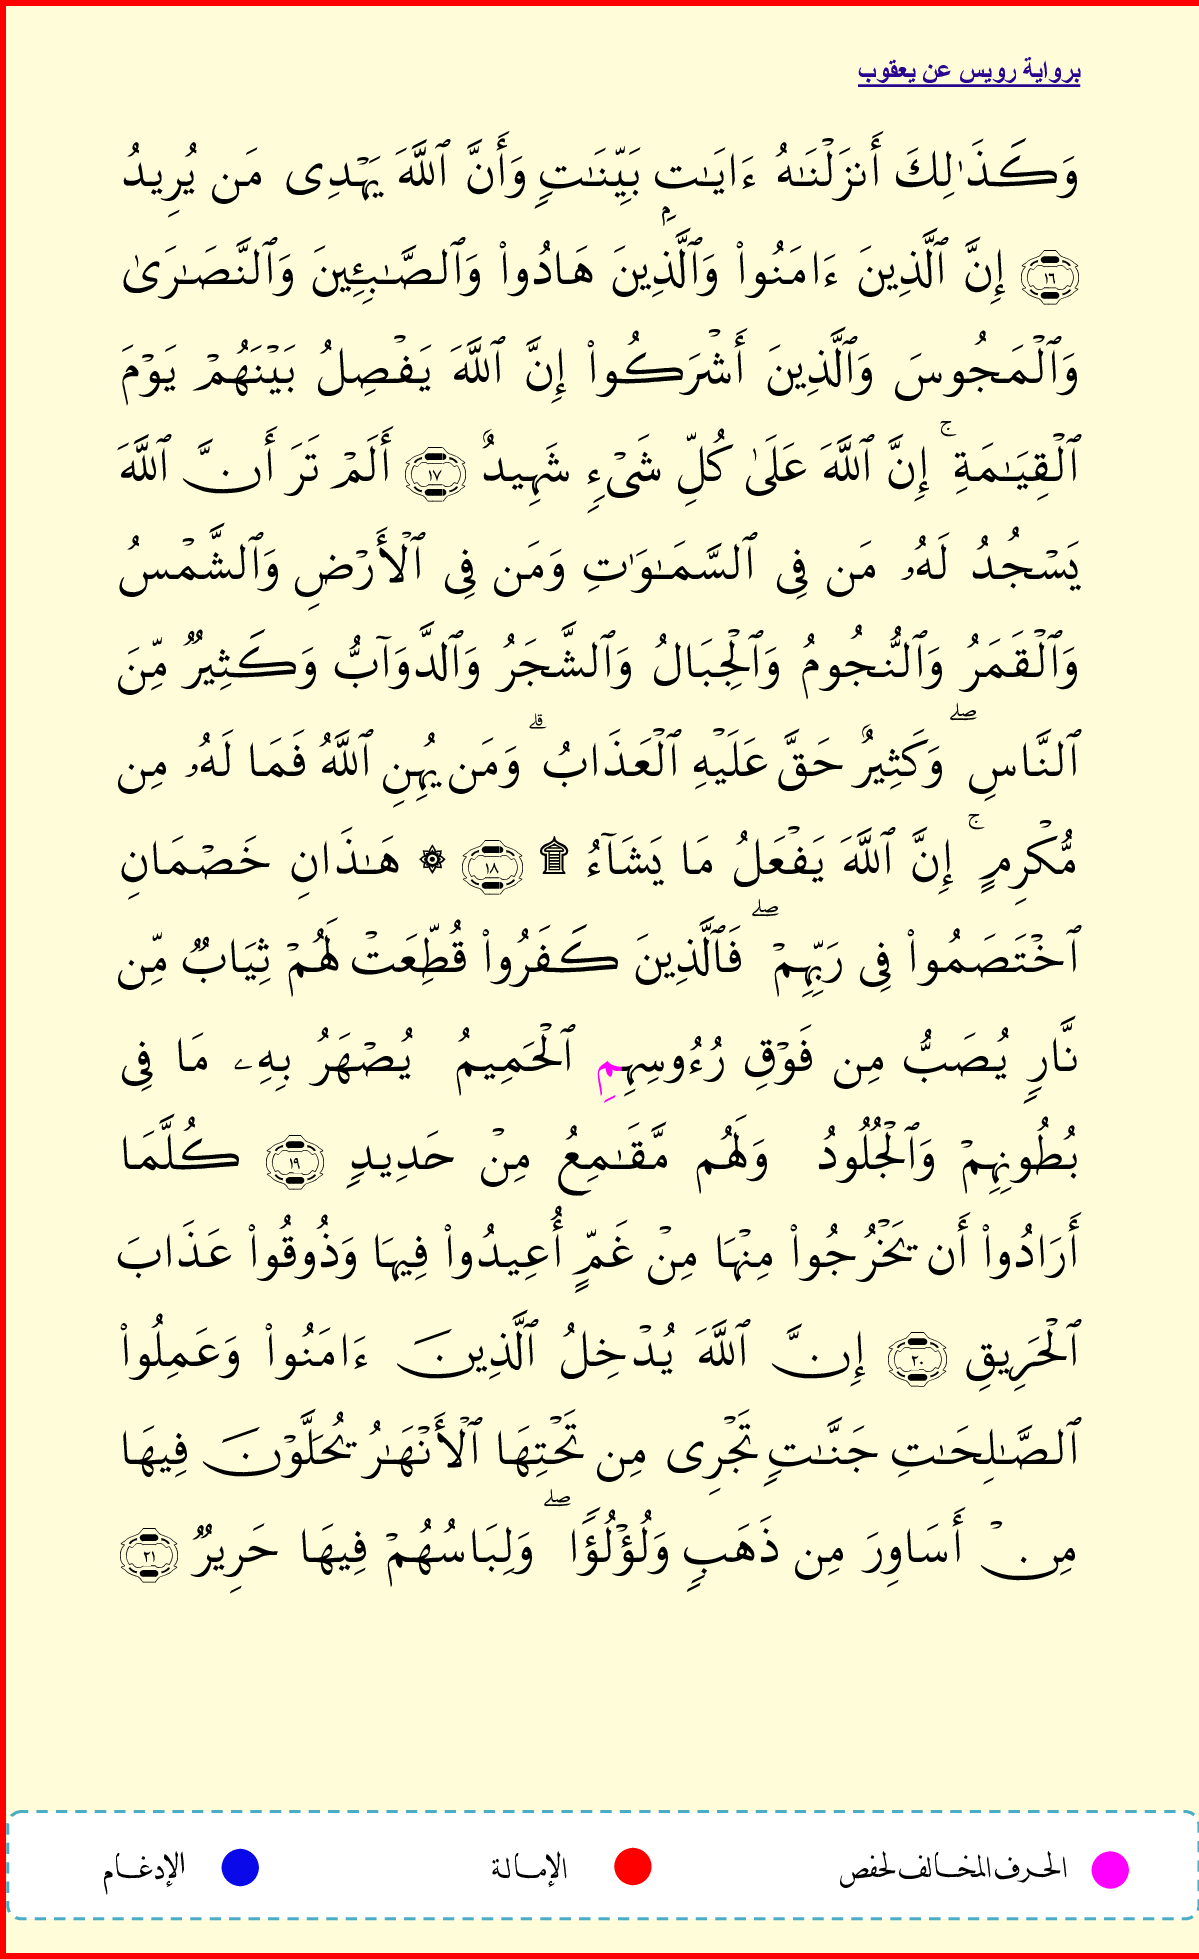 برواية رويس عن يعقوب
وَكَذَٰلِكَ أَنزَلْنَٰهُ ءَايَٰتِۭ بَيِّنَٰتٍ وَأَنَّ ٱللَّهَ يَهْدِى مَن يُرِيدُ
١٦ إِنَّ ٱلَّذِينَ ءَامَنُوا۟ وَٱلَّذِينَ هَادُوا۟ وَٱلصَّٰبِـِٔينَ وَٱلنَّصَٰرَىٰ
وَٱلْمَجُوسَ وَٱلَّذِينَ أَشْرَكُوا۟ إِنَّ ٱللَّهَ يَفْصِلُ بَيْنَهُمْ يَوْمَ
ٱلْقِيَٰمَةِ ۚ إِنَّ ٱللَّهَ عَلَىٰ كُلِّ شَىْءٍ شَهِيدٌ ١٧ أَلَمْ تَرَ أَنَّ ٱللَّهَ
يَسْجُدُ لَهُۥ مَن فِى ٱلسَّمَٰوَٰتِ وَمَن فِى ٱلْأَرْضِ وَٱلشَّمْسُ
وَٱلْقَمَرُ وَٱلنُّجُومُ وَٱلْجِبَالُ وَٱلشَّجَرُ وَٱلدَّوَآبُّ وَكَثِيرٌ مِّنَ
ٱلنَّاسِ ۖ وَكَثِيرٌ حَقَّ عَلَيْهِ ٱلْعَذَابُ ۗ وَمَن يُهِنِ ٱللَّهُ فَمَا لَهُۥ مِن
مُّكْرِمٍ ۚ إِنَّ ٱللَّهَ يَفْعَلُ مَا يَشَآءُ ۩ ١٨ ۞ هَٰذَانِ خَصْمَانِ
ٱخْتَصَمُوا۟ فِى رَبِّهِمْ ۖ فَٱلَّذِينَ كَفَرُوا۟ قُطِّعَتْ لَهُمْ ثِيَابٌ مِّن
نَّارٍ يُصَبُّ مِن فَوْقِ رُءُوسِهِمِ ٱلْحَمِيمُ يُصْهَرُ بِهِۦ مَا فِى
بُطُونِهِمْ وَٱلْجُلُودُ وَلَهُم مَّقَٰمِعُ مِنْ حَدِيدٍ ١٩ كُلَّمَا
أَرَادُوا۟ أَن يَخْرُجُوا۟ مِنْهَا مِنْ غَمٍّ أُعِيدُوا۟ فِيهَا وَذُوقُوا۟ عَذَابَ
ٱلْحَرِيقِ ٢٠ إِنَّ ٱللَّهَ يُدْخِلُ ٱلَّذِينَ ءَامَنُوا۟ وَعَمِلُوا۟
ٱلصَّٰلِحَٰتِ جَنَّٰتٍ تَجْرِى مِن تَحْتِهَا ٱلْأَنْهَٰرُ يُحَلَّوْنَ فِيهَا
مِنْ أَسَاوِرَ مِن ذَهَبٍ وَلُؤْلُؤًا ۖ وَلِبَاسُهُمْ فِيهَا حَرِيرٌ ٢١
الحرف المخالف لحفص الإمالة الإدغام